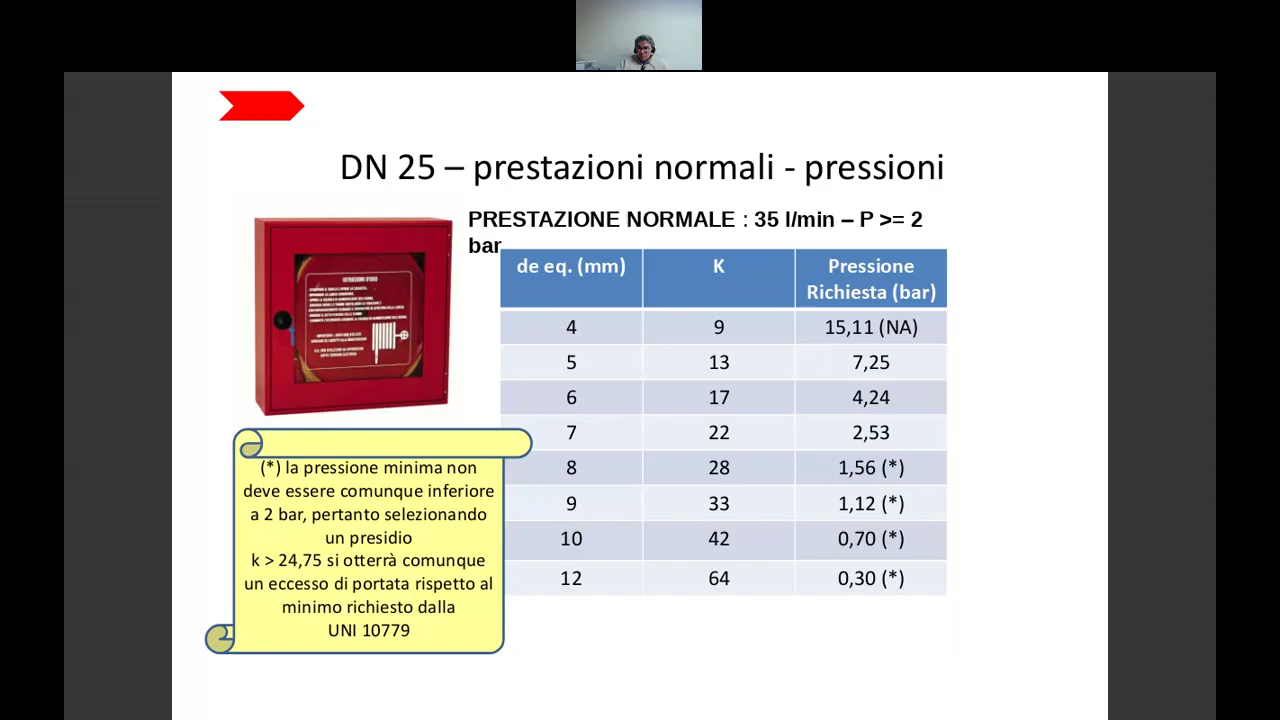 DN 25 – prestazioni normali - pressioni
PRESTAZIONE NORMALE : 35 l/min – P >= 2
bar
de eq. (mm) K Pressione
Richiesta (bar)
4 9 15,11 (NA)
5 13 7,25
6 17 4,24
7 22 2,53
8 28 1,56 (*)
9 33 1,12 (*)
10 42 0,70 (*)
12 64 0,30 (*)
ISTRUZIONI D'USO
(*) la pressione minima non
deve essere comunque inferiore
a 2 bar, pertanto selezionando
un presidio
k > 24,75 si otterrà comunque
un eccesso di portata rispetto al
minimo richiesto dalla
UNI 10779